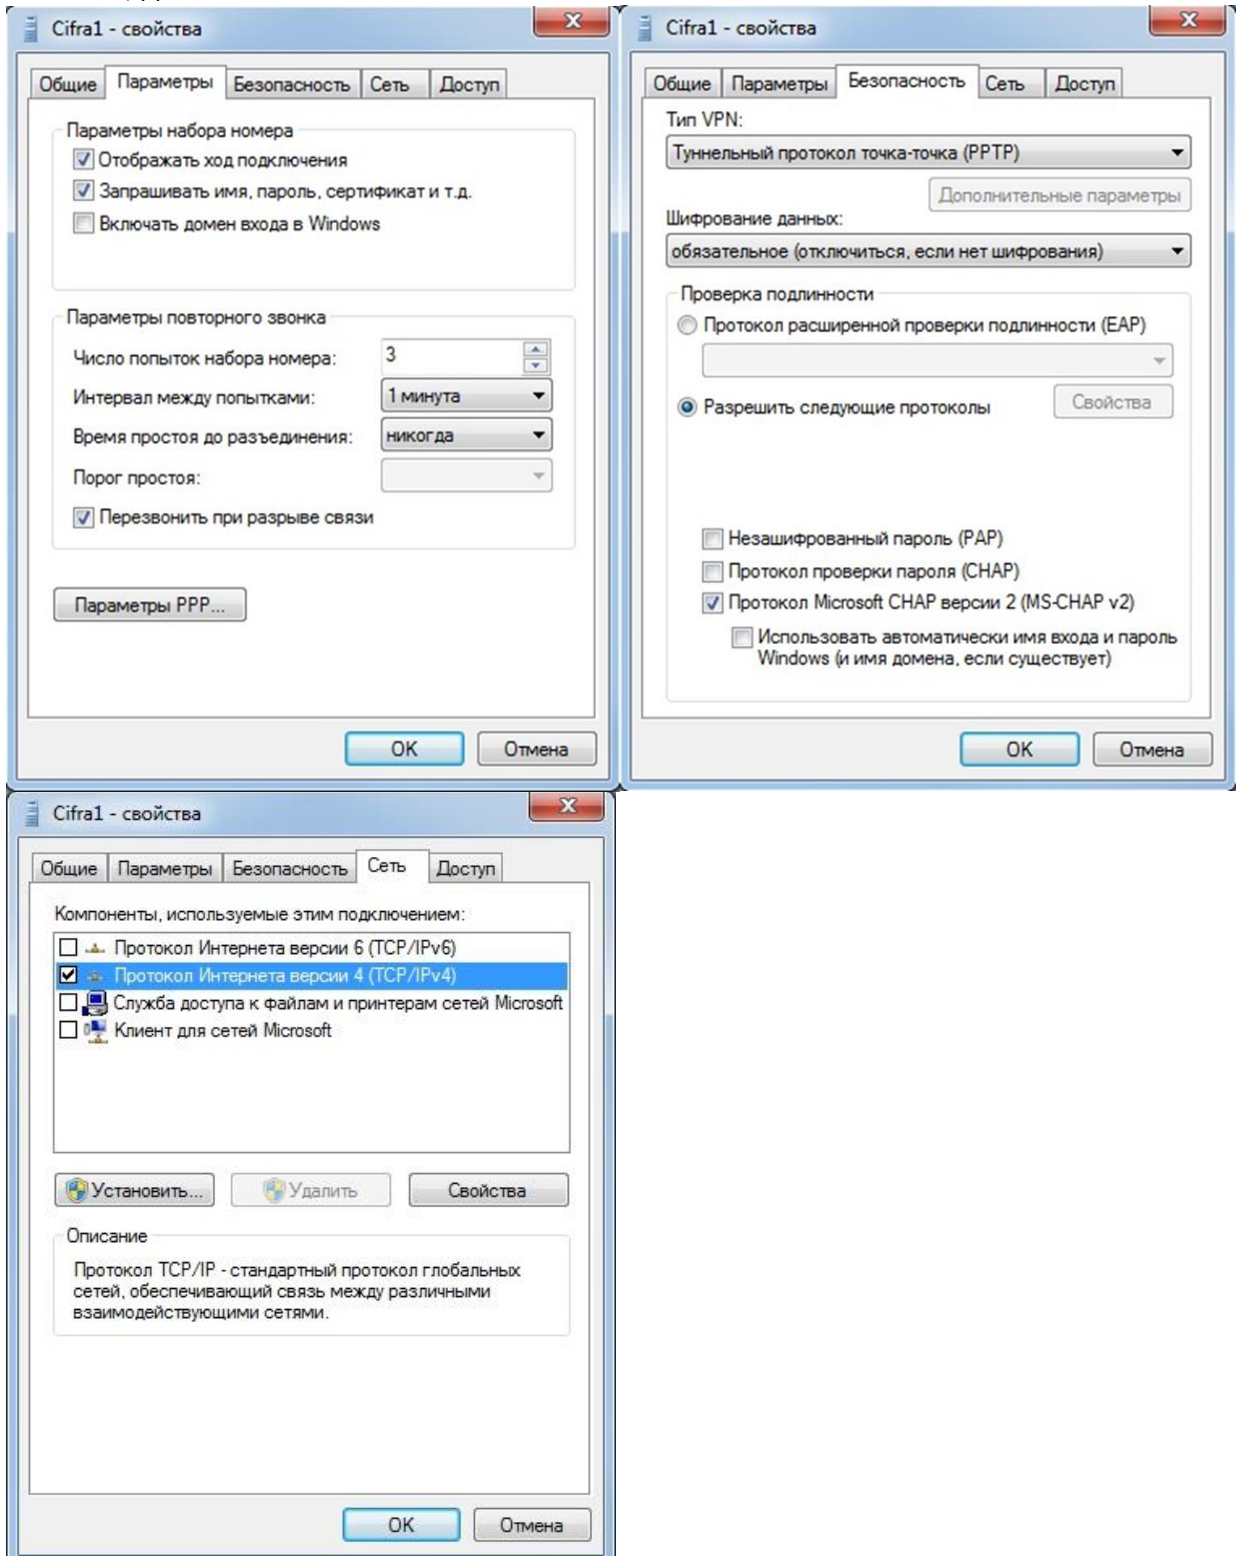 Cifra1 - свойства
Общие Параметры Безопасность Сеть Доступ
Параметры набора номера
Отображать ход подключения
Запрашивать имя, пароль, сертификат и т.д.
Включать домен входа в Windows
Параметры повторного звонка
Число попыток набора номера: 3
Интервал между попытками: 1 минута
Время простоя до разъединения: никогда
Порог простоя:
Перезвонить при разрыве связи
Параметры PPP...
OK Отмена
Cifra1 - свойства
Общие Параметры Безопасность Сеть Доступ
Тип VPN:
Туннельный протокол точка-точка (PPTP)
Дополнительные параметры
Шифрование данных:
обязательное (отключиться, если нет шифрования)
Проверка подлинности
Протокол расширенной проверки подлинности (EAP)
Разрешить следующие протоколы Свойства
Незашифрованный пароль (PAP)
Протокол проверки пароля (CHAP)
Протокол Microsoft CHAP версии 2 (MS-CHAP v2)
Использовать автоматически имя входа и пароль
Windows (и имя домена, если существует)
OK Отмена
Cifra1 - свойства
Общие Параметры Безопасность Сеть Доступ
Компоненты, используемые этим подключением:
Протокол Интернета версии 6 (TCP/IPv6)
Протокол Интернета версии 4 (TCP/IPv4)
Служба доступа к файлам и принтерам сетей Microsoft
Клиент для сетей Microsoft
Установить... Удалить Свойства
Описание
Протокол TCP/IP - стандартный протокол глобальных
сетей, обеспечивающий связь между различными
взаимодействующими сетями.
OK Отмена